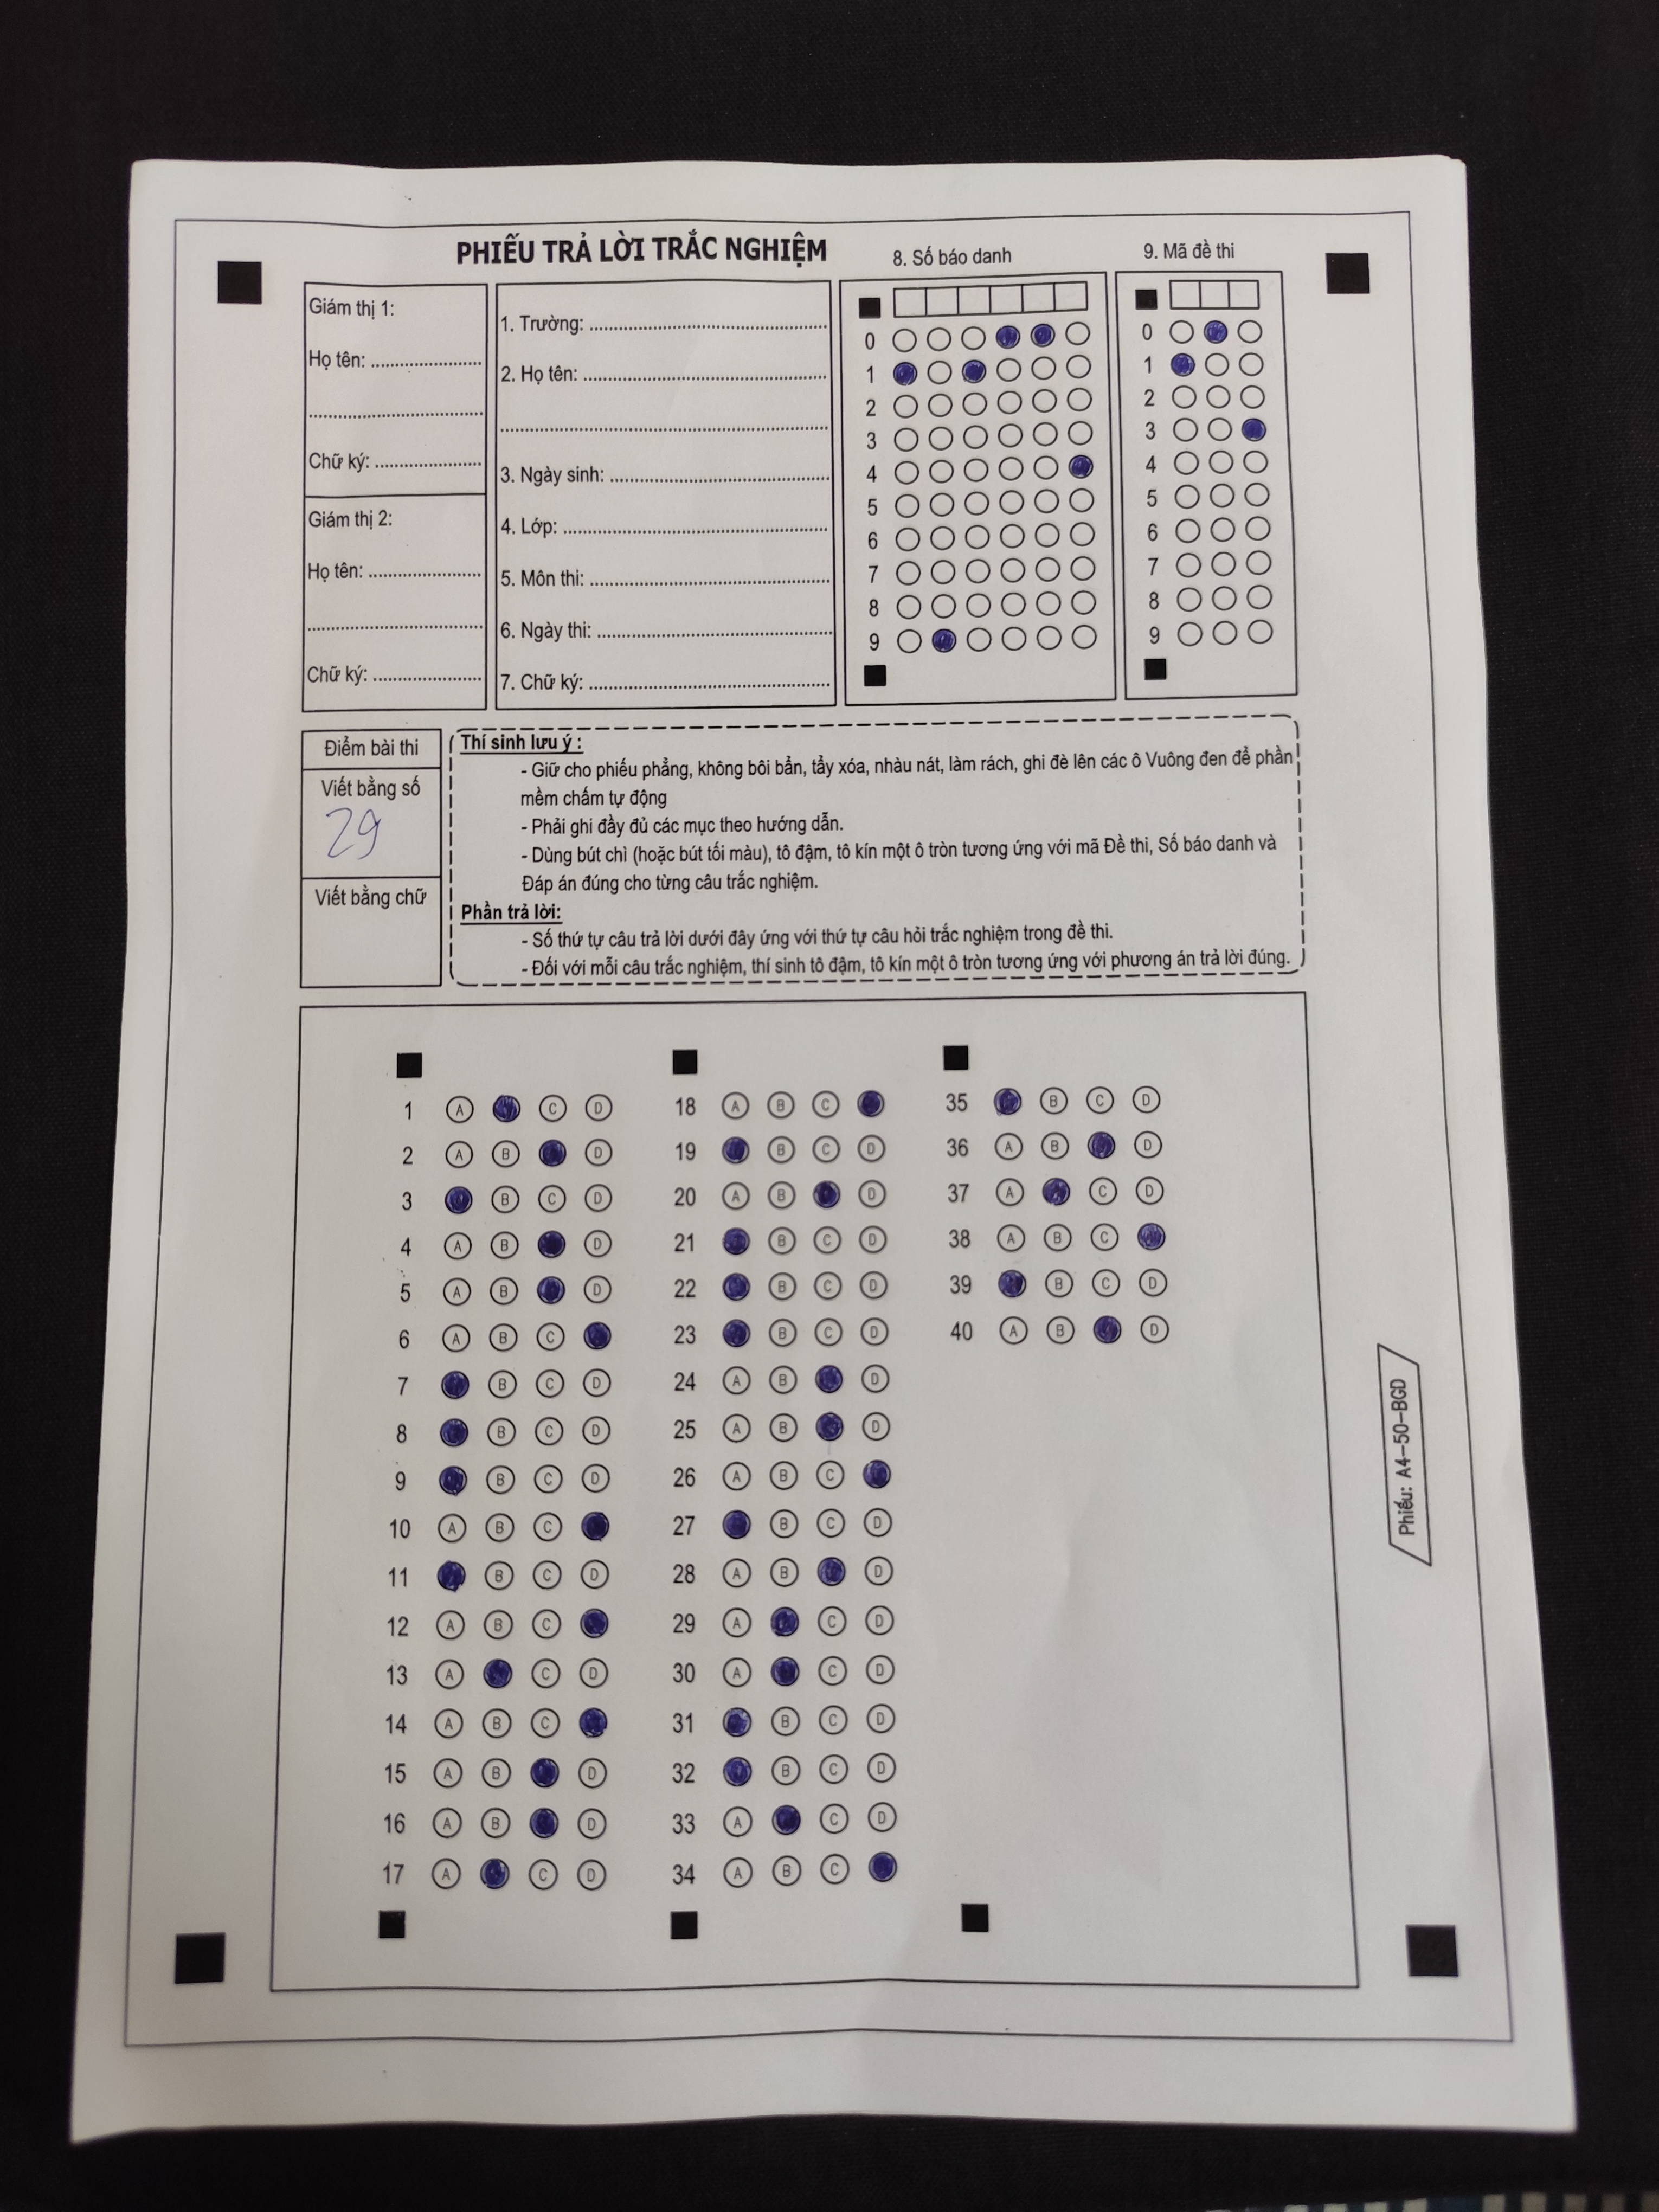 PHIẾU TRẢ LỜI TRẮC NGHIỆM
8. Số báo danh
9. Mã đề thi
Giám thị 1:
Họ tên: ....................
................................
Chữ ký: ....................
Giám thị 2:
Họ tên: ....................
................................
Chữ ký: ....................
1. Trường: ............................................
2. Họ tên: .............................................
............................................................
3. Ngày sinh: ........................................
4. Lớp: .................................................
5. Môn thi: ............................................
6. Ngày thi: ...........................................
7. Chữ ký: .............................................
0
1
2
3
4
5
6
7
8
9
0
1
2
3
4
5
6
7
8
9
Điểm bài thi
Viết bằng số
29
Viết bằng chữ
Thí sinh lưu ý :
- Giữ cho phiếu phẳng, không bôi bẩn, tẩy xóa, nhàu nát, làm rách, ghi đè lên các ô Vuông đen để phần
mềm chấm tự động
- Phải ghi đầy đủ các mục theo hướng dẫn.
- Dùng bút chì (hoặc bút tối màu), tô đậm, tô kín một ô tròn tương ứng với mã Đề thi, Số báo danh và
Đáp án đúng cho từng câu trắc nghiệm.
Phần trả lời:
- Số thứ tự câu trả lời dưới đây ứng với thứ tự câu hỏi trắc nghiệm trong đề thi.
- Đối với mỗi câu trắc nghiệm, thí sinh tô đậm, tô kín một ô tròn tương ứng với phương án trả lời đúng.
1 A C D
2 A B D
3 B C D
4 A B D
5 A B D
6 A B C
7 B C D
8 B C D
9 B C D
10 A B C
11 B C D
12 A B C
13 A C D
14 A B C
15 A B D
16 A B D
17 A C D
18 A B C
19 B C D
20 A B D
21 B C D
22 B C D
23 B C D
24 A B D
25 A B D
26 A B C
27 B C D
28 A B D
29 A C D
30 A C D
31 B C D
32 B C D
33 A C D
34 A B C
35 B C D
36 A B D
37 A C D
38 A B C
39 B C D
40 A B D
Phiếu: A4-50-BGD